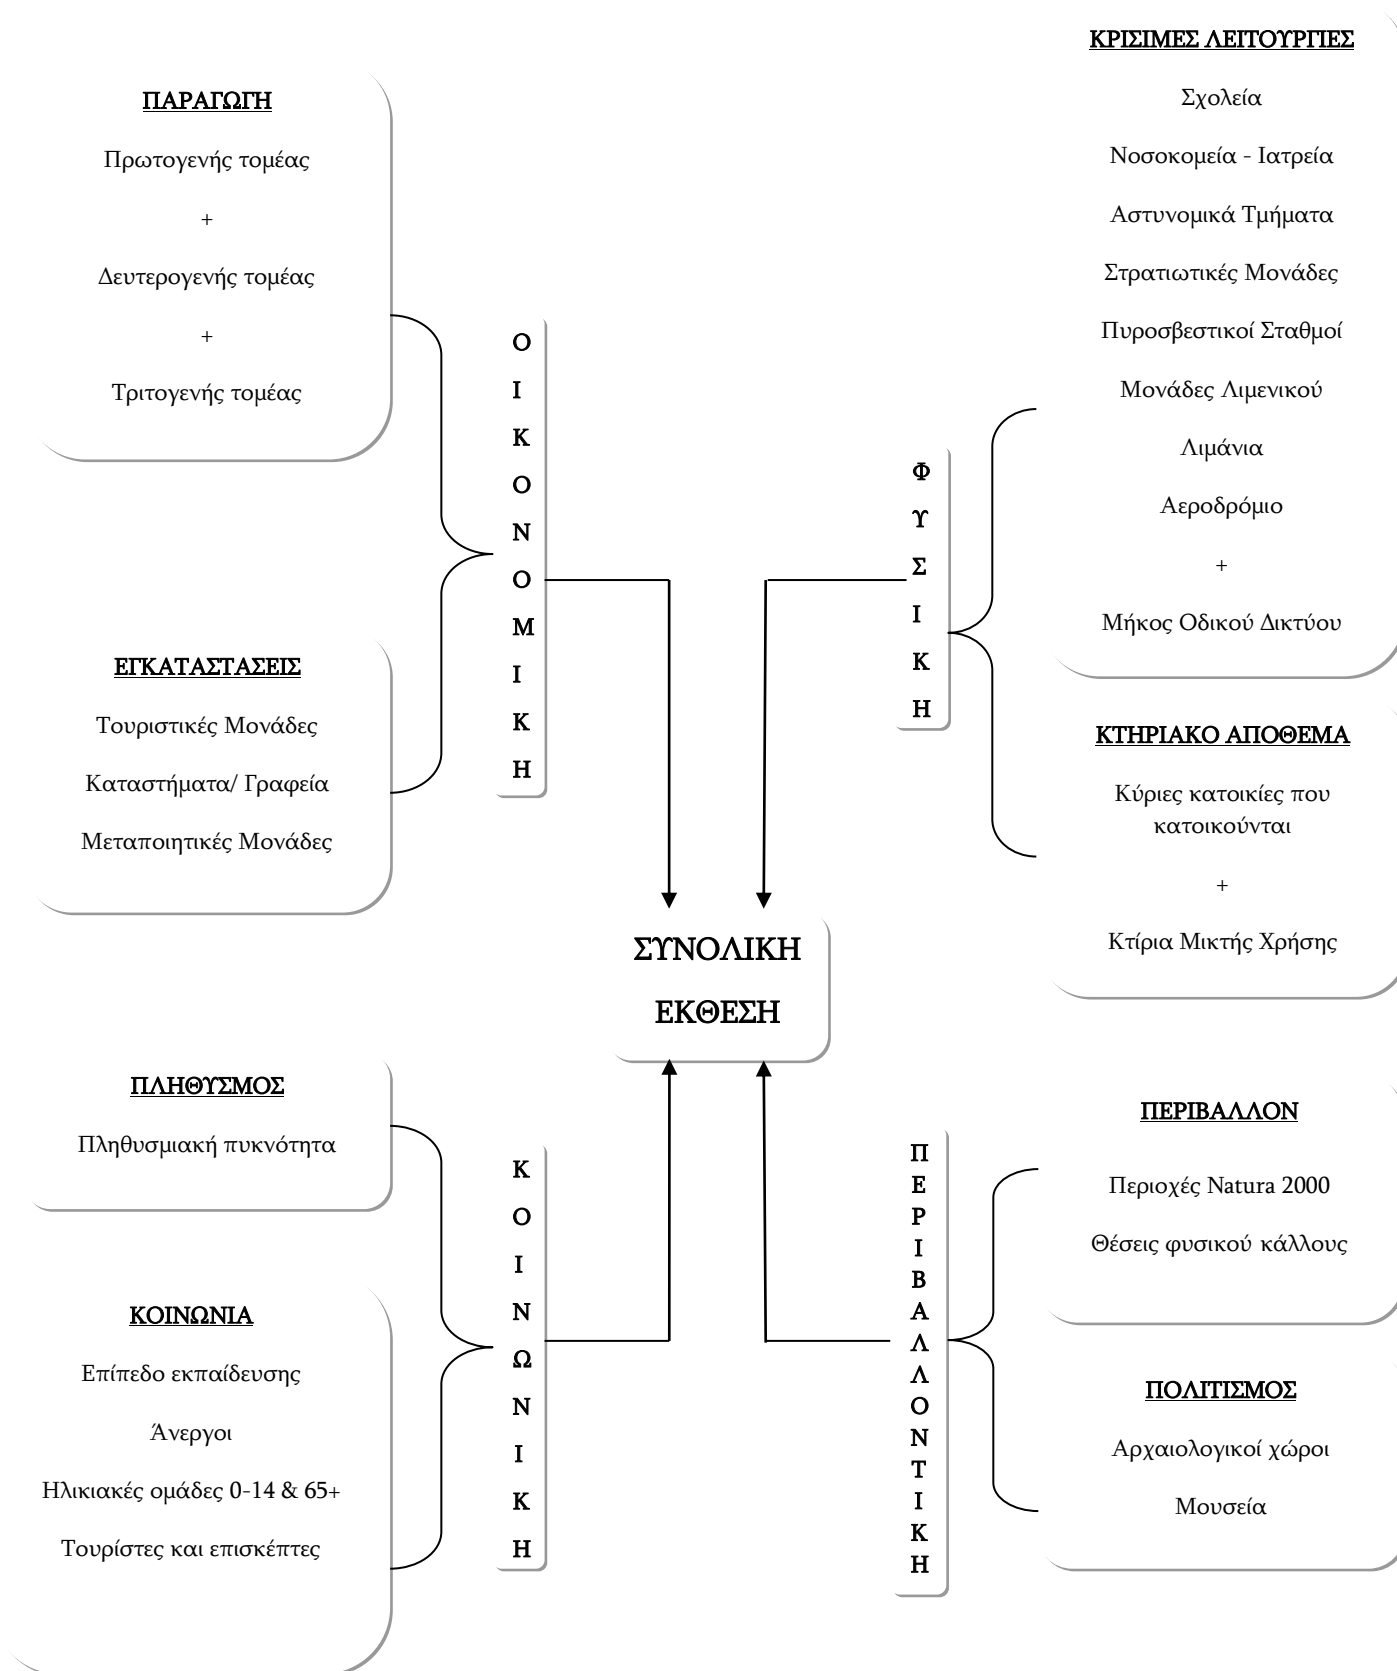 ΠΑΡΑΓΩΓΗ
Πρωτογενής τομέας
+
Δευτερογενής τομέας
+
Τριτογενής τομέας
ΕΓΚΑΤΑΣΤΑΣΕΙΣ
Τουριστικές Μονάδες
Καταστήματα/ Γραφεία
Μεταποιητικές Μονάδες
ΟΙΚΟΝΟΜΙΚΗ
ΦΥΣΙΚΗ
ΚΡΙΣΙΜΕΣ ΛΕΙΤΟΥΡΓΙΕΣ
Σχολεία
Νοσοκομεία - Ιατρεία
Αστυνομικά Τμήματα
Στρατιωτικές Μονάδες
Πυροσβεστικοί Σταθμοί
Μονάδες Λιμενικού
Λιμάνια
Αεροδρόμιο
+
Μήκος Οδικού Δικτύου
ΚΤΗΡΙΑΚΟ ΑΠΟΘΕΜΑ
Κύριες κατοικίες που
κατοικούνται
+
Κτίρια Μικτής Χρήσης
ΣΥΝΟΛΙΚΗ
ΕΚΘΕΣΗ
ΠΛΗΘΥΣΜΟΣ
Πληθυσμιακή πυκνότητα
ΚΟΙΝΩΝΙΑ
Επίπεδο εκπαίδευσης
Άνεργοι
Ηλικιακές ομάδες 0-14 & 65+
Τουρίστες και επισκέπτες
ΚΟΙΝΩΝΙΚΗ
ΠΕΡΙΒΑΛΛΟΝΤΙΚΗ
ΠΕΡΙΒΑΛΛΟΝ
Περιοχές Natura 2000
Θέσεις φυσικού κάλλους
ΠΟΛΙΤΙΣΜΟΣ
Αρχαιολογικοί χώροι
Μουσεία